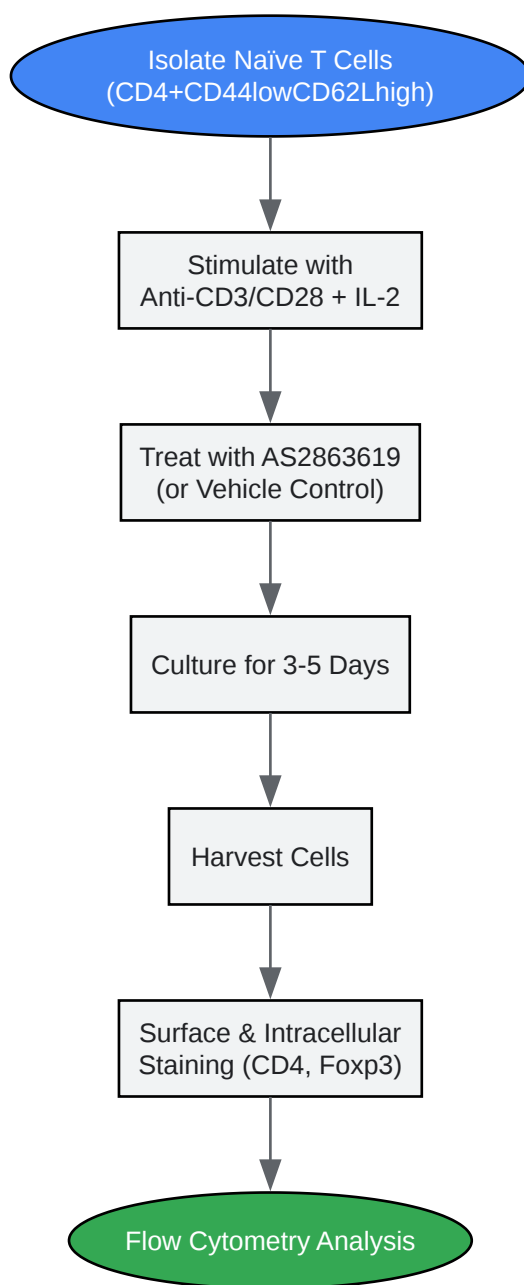 Isolate Naïve T Cells
(CD4+CD44lowCD62Lhigh)
Stimulate with
Anti-CD3/CD28 + IL-2
Treat with AS2863619
(or Vehicle Control)
Culture for 3-5 Days
Harvest Cells
Surface & Intracellular
Staining (CD4, Foxp3)
Flow Cytometry Analysis